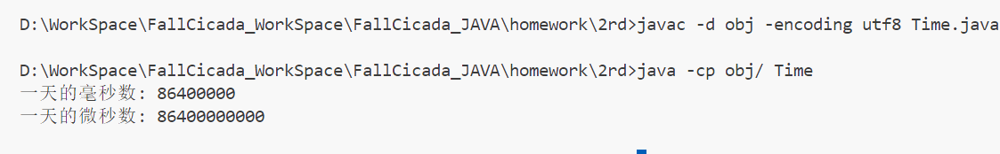 D:\WorkSpace\FallCicada_WorkSpace\FallCicada_JAVA\homework\2rd>javac -d obj -encoding utf8 Time.java
D:\WorkSpace\FallCicada_WorkSpace\FallCicada_JAVA\homework\2rd>java -cp obj/ Time
一天的毫秒数: 86400000
一天的微秒数: 86400000000